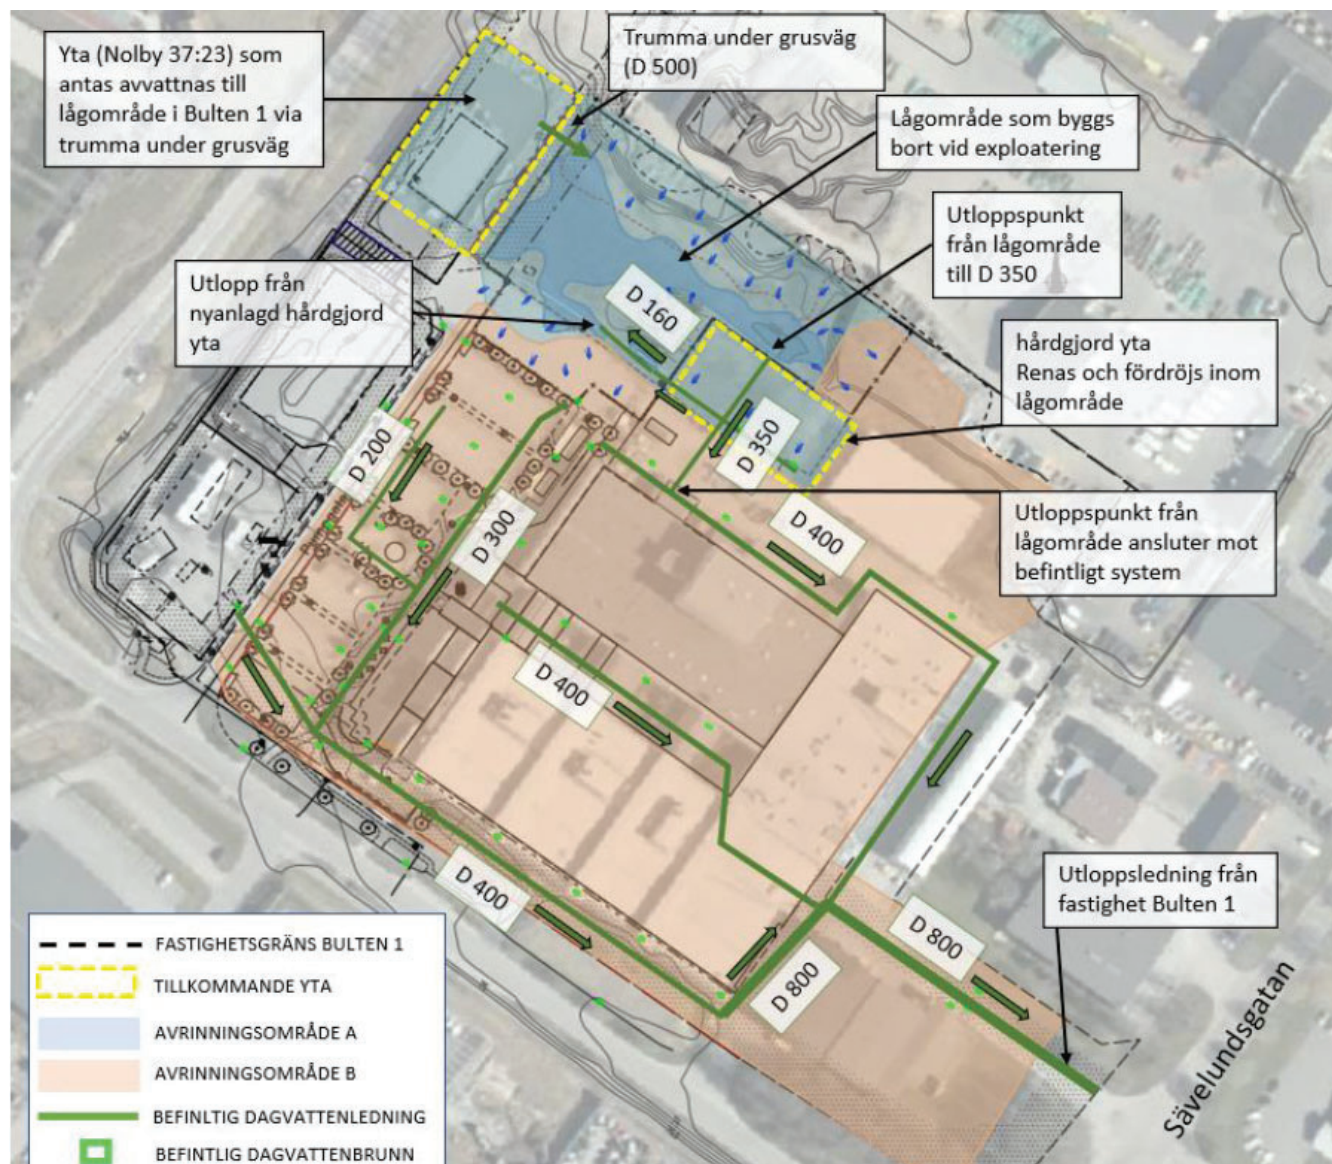 Yta (Nolby 37:23) som
antas avvattnas till
lågområde i Bulten 1 via
trumma under grusväg
Trumma under grusväg
(D 500)
Lågområde som byggs
bort vid exploatering
Utloppspunkt
från lågområde
till D 350
Utlopp från
nyanlagd hårdgjord
yta
hårdgjord yta
Renas och fördröjs inom
lågområde
Utloppspunkt från
lågområde ansluter mot
befintligt system
D 160
D 350
D 200
D 300
D 400
D 400
D 400
D 800
D 800
Utloppsledning från
fastighet Bulten 1
Sävelundsgatan
FASTIGHETSGRÄNS BULTEN 1
TILLKOMMANDE YTA
AVRINNINGSOMRÅDE A
AVRINNINGSOMRÅDE B
BEFINLTIG DAGVATTENLEDNING
BEFINTLIG DAGVATTENBRUNN